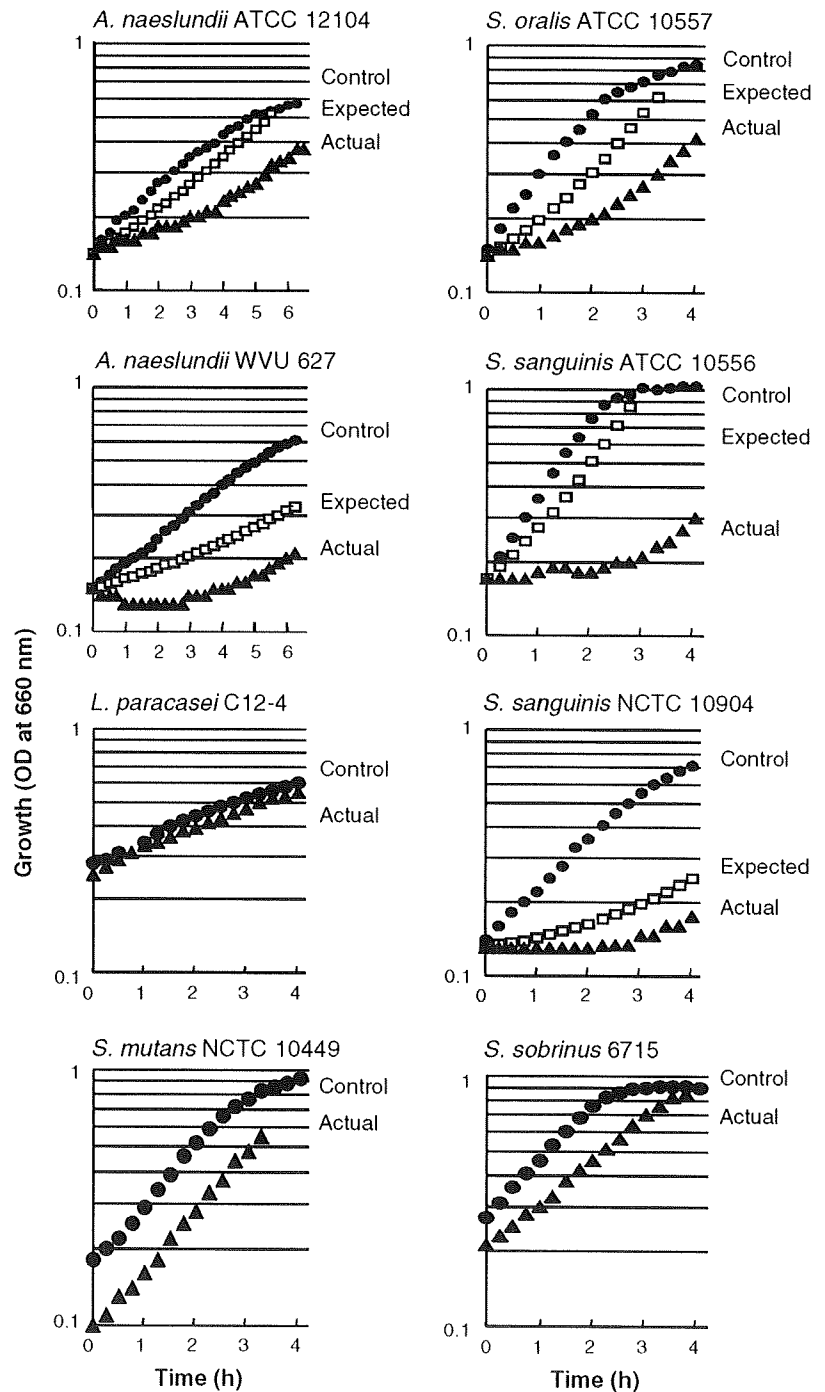 A. naeslundii ATCC 12104
1
Control
Expected
Actual
0.1
0 1 2 3 4 5 6
S. oralis ATCC 10557
1
Control
Expected
Actual
0.1
0 1 2 3 4
A. naeslundii WVU 627
1
Control
Expected
Actual
0.1
0 1 2 3 4 5 6
S. sanguinis ATCC 10556
1
Control
Expected
Actual
0.1
0 1 2 3 4
Growth (OD at 660 nm)
L. paracasei C12-4
1
Control
Actual
0.1
0 1 2 3 4
S. sanguinis NCTC 10904
1
Control
Expected
Actual
0.1
0 1 2 3 4
S. mutans NCTC 10449
1
Control
Actual
0.1
0 1 2 3 4
Time (h)
S. sobrinus 6715
1
Control
Actual
0.1
0 1 2 3 4
Time (h)